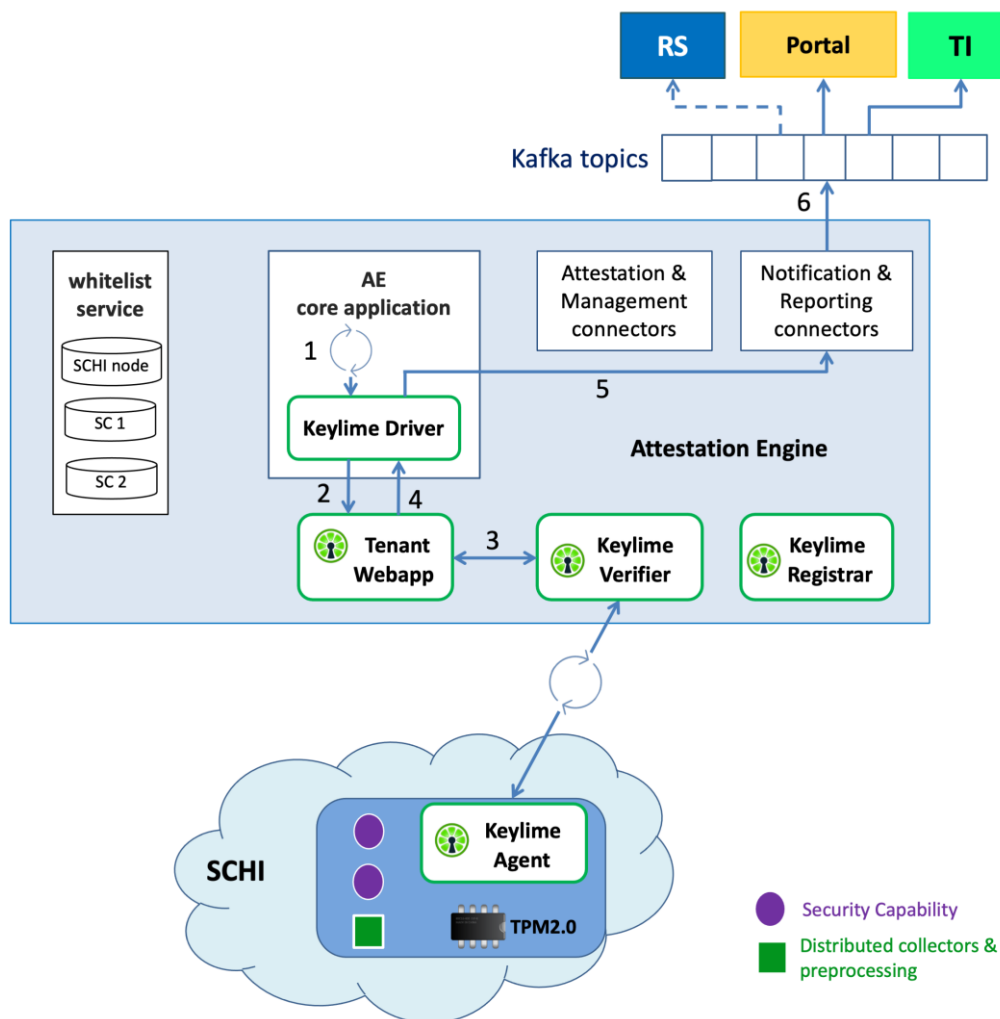 RS
Portal
TI
Kafka topics
6
whitelist
service
SCHI node
SC 1
SC 2
AE
core application
1
Keylime Driver
Attestation &
Management
connectors
Notification &
Reporting
connectors
5
Attestation Engine
2
4
Tenant
Webapp
3
Keylime
Verifier
Keylime
Registrar
SCHI
Keylime
Agent
TPM2.0
Security Capability
Distributed collectors &
preprocessing